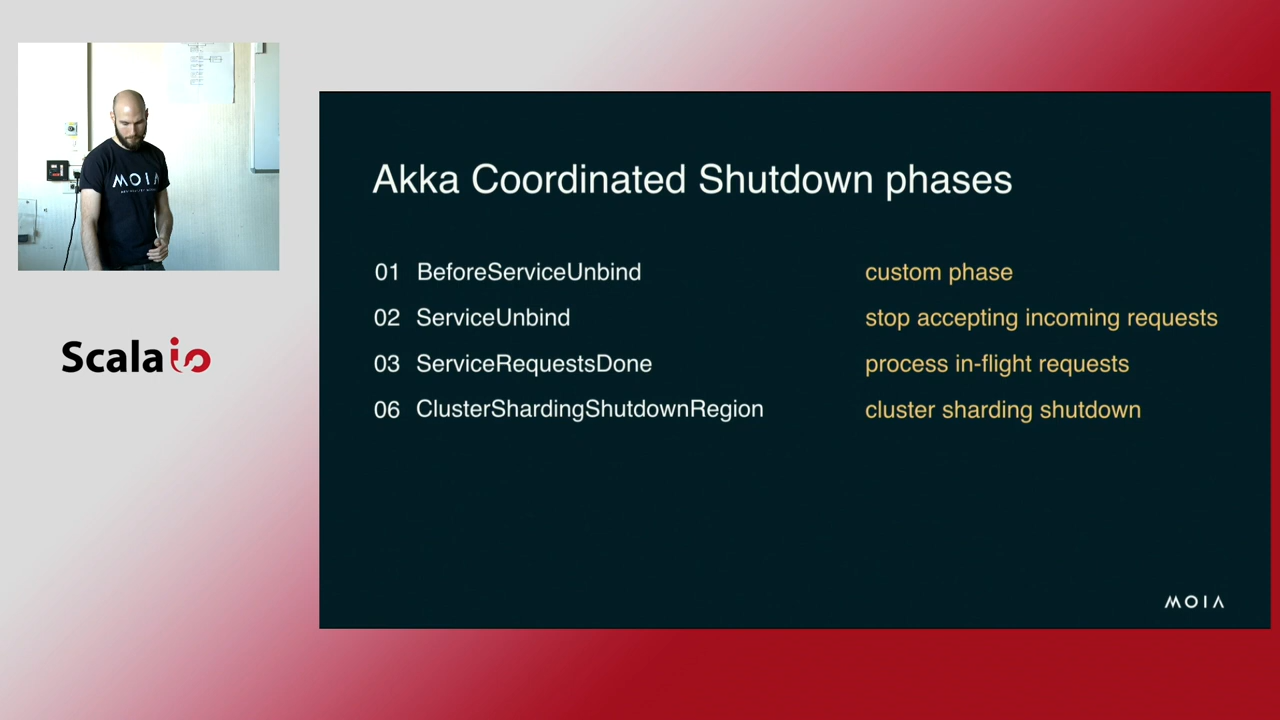 MOIA
Scala.io
Akka Coordinated Shutdown phases
01 BeforeServiceUnbind custom phase
02 ServiceUnbind stop accepting incoming requests
03 ServiceRequestsDone process in-flight requests
06 ClusterShardingShutdownRegion cluster sharding shutdown
MOIA